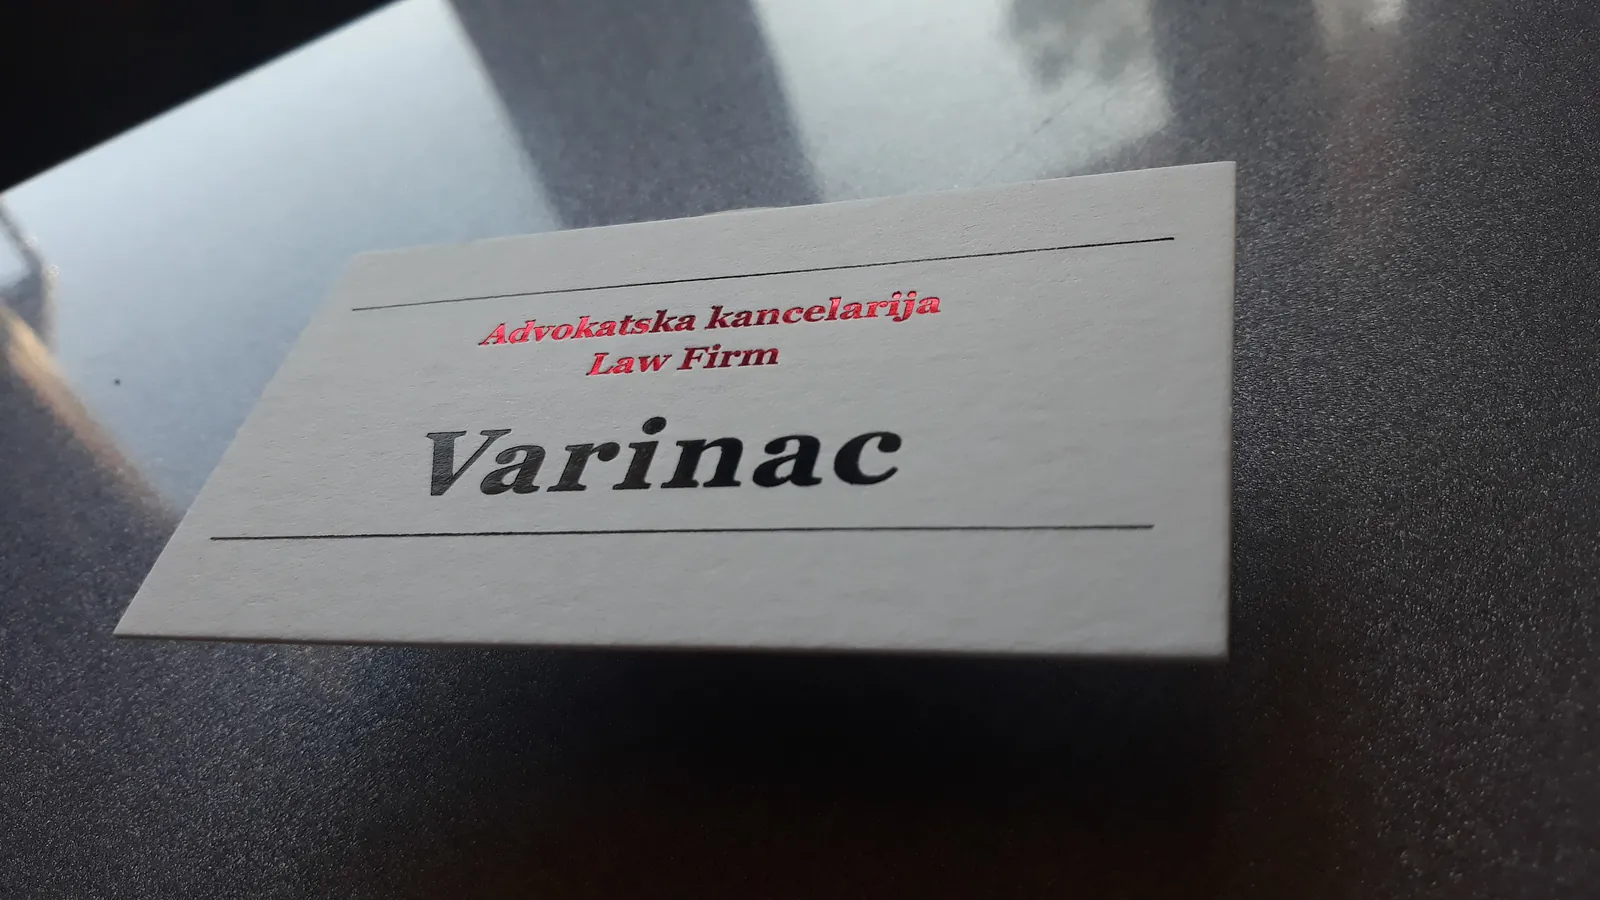 Advokatska kancelarija
Law Firm
Varinac